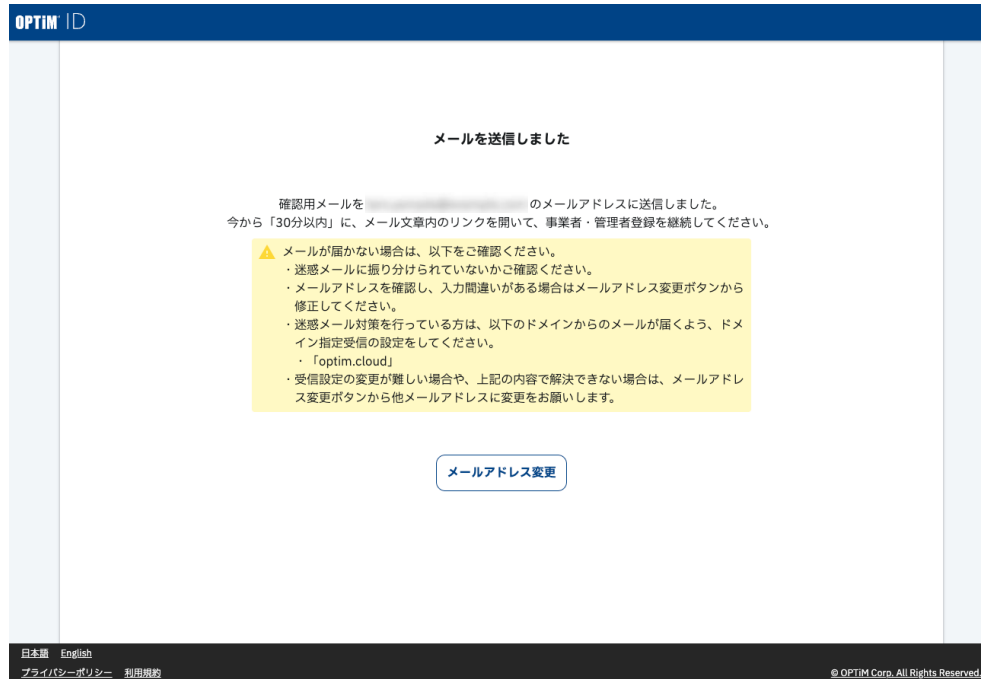 OPTiM ID
メールを送信しました
確認用メールを のメールアドレスに送信しました。
今から「30分以内」に、メール文章内のリンクを開いて、事業者・管理者登録を継続してください。
メールが届かない場合は、以下をご確認ください。
・迷惑メールに振り分けられていないかご確認ください。
・メールアドレスを確認し、入力間違いがある場合はメールアドレス変更ボタンから
修正してください。
・迷惑メール対策を行っている方は、以下のドメインからのメールが届くよう、ドメ
イン指定受信の設定をしてください。
・「optim.cloud」
・受信設定の変更が難しい場合や、上記の内容で解決できない場合は、メールアドレ
ス変更ボタンから他メールアドレスに変更をお願いします。
メールアドレス変更
日本語 English
プライバシーポリシー 利用規約
© OPTiM Corp. All Rights Reserved.